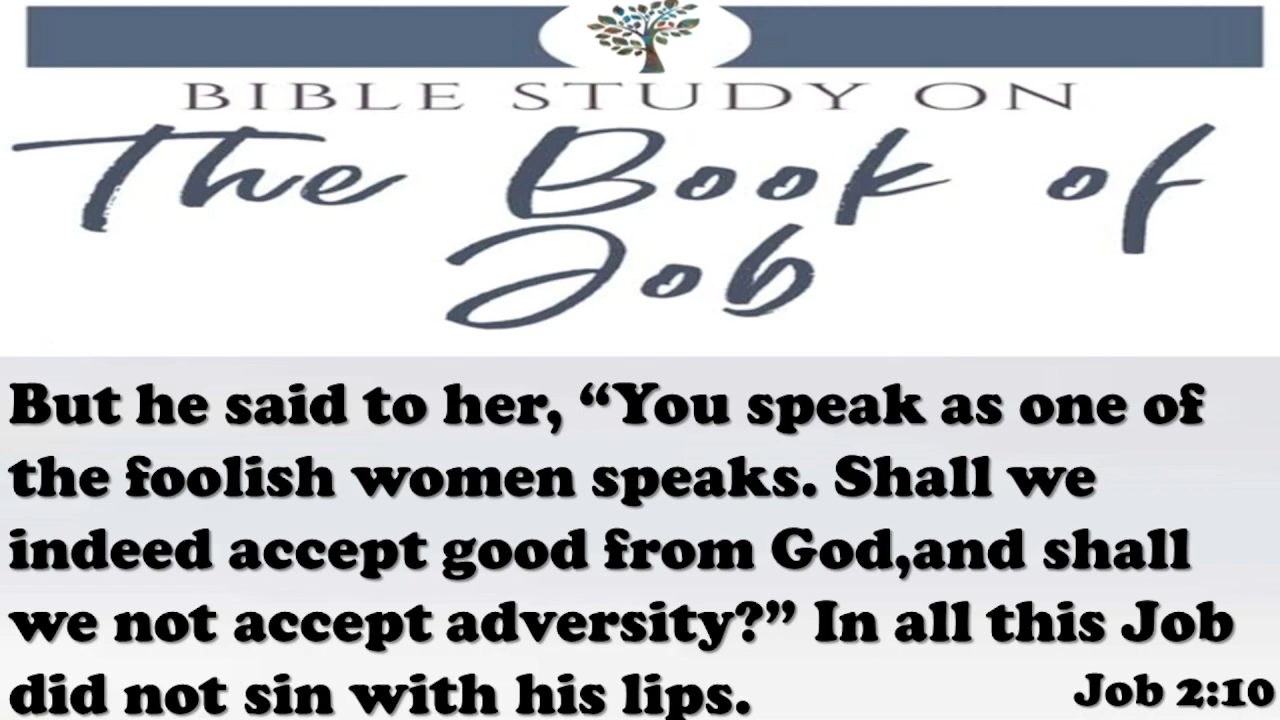 BIBLE STUDY ON
The Book of
Job
But he said to her, “You speak as one of
the foolish women speaks. Shall we
indeed accept good from God,and shall
we not accept adversity?” In all this Job
did not sin with his lips.
Job 2:10